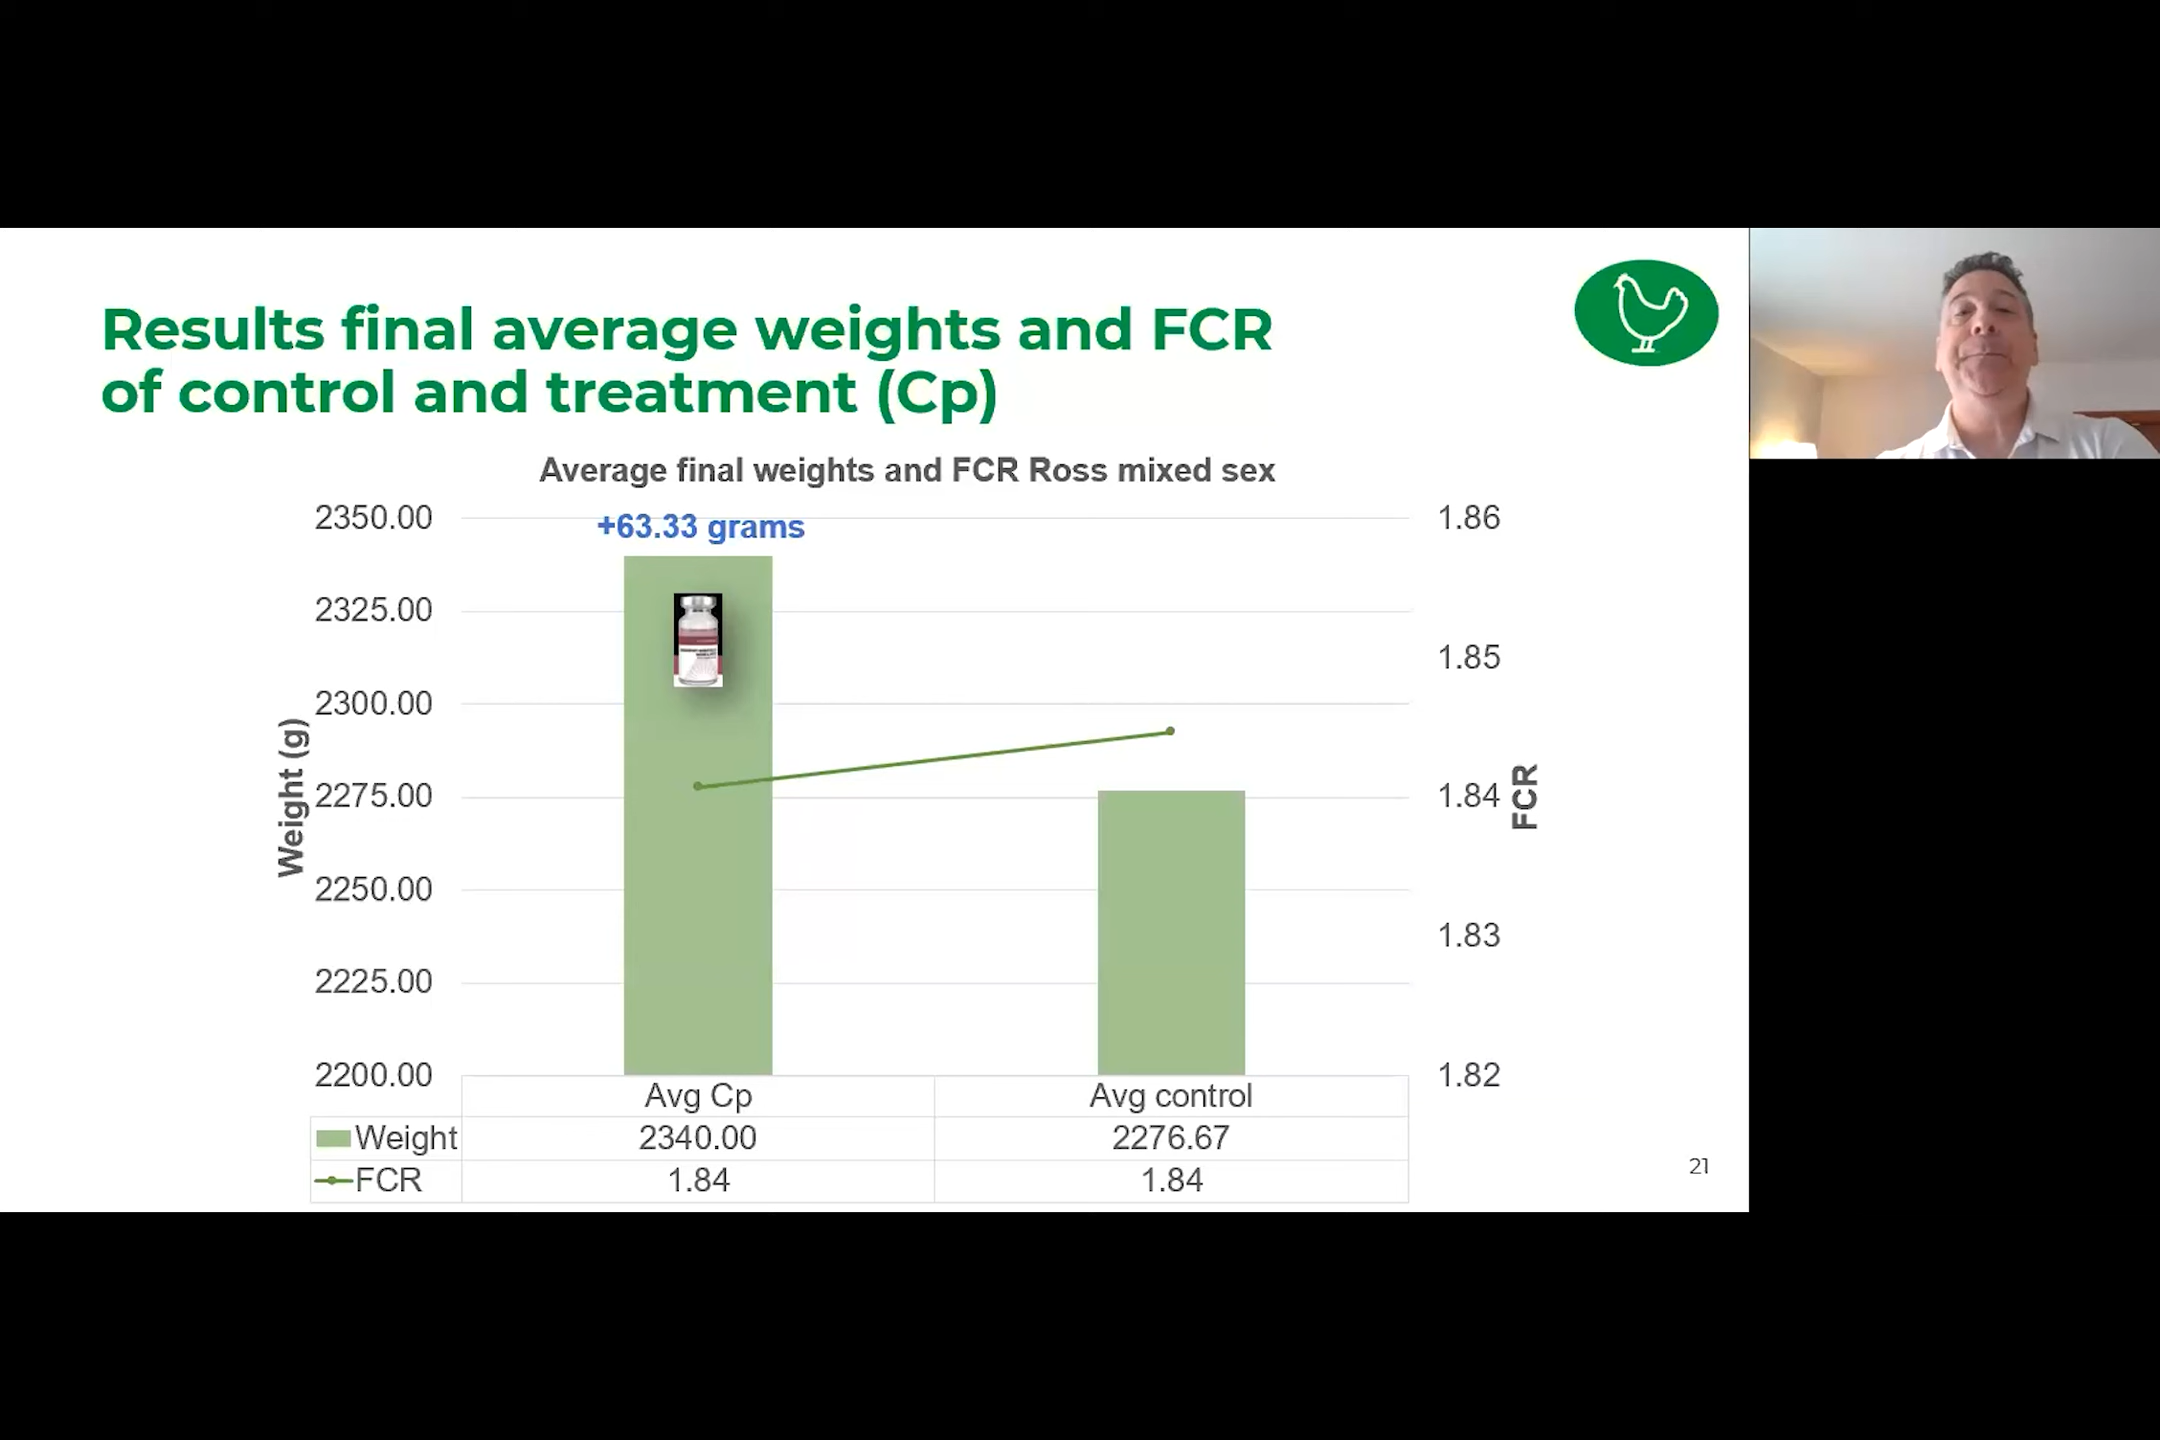 Results final average weights and FCR
of control and treatment (Cp)
Average final weights and FCR Ross mixed sex
+63.33 grams
Weight (g)
2350.00
2325.00
2300.00
2275.00
2250.00
2225.00
2200.00
1.86
1.85
1.84
1.83
1.82
FCR
Avg Cp Avg control
Weight 2340.00 2276.67
FCR 1.84 1.84
21